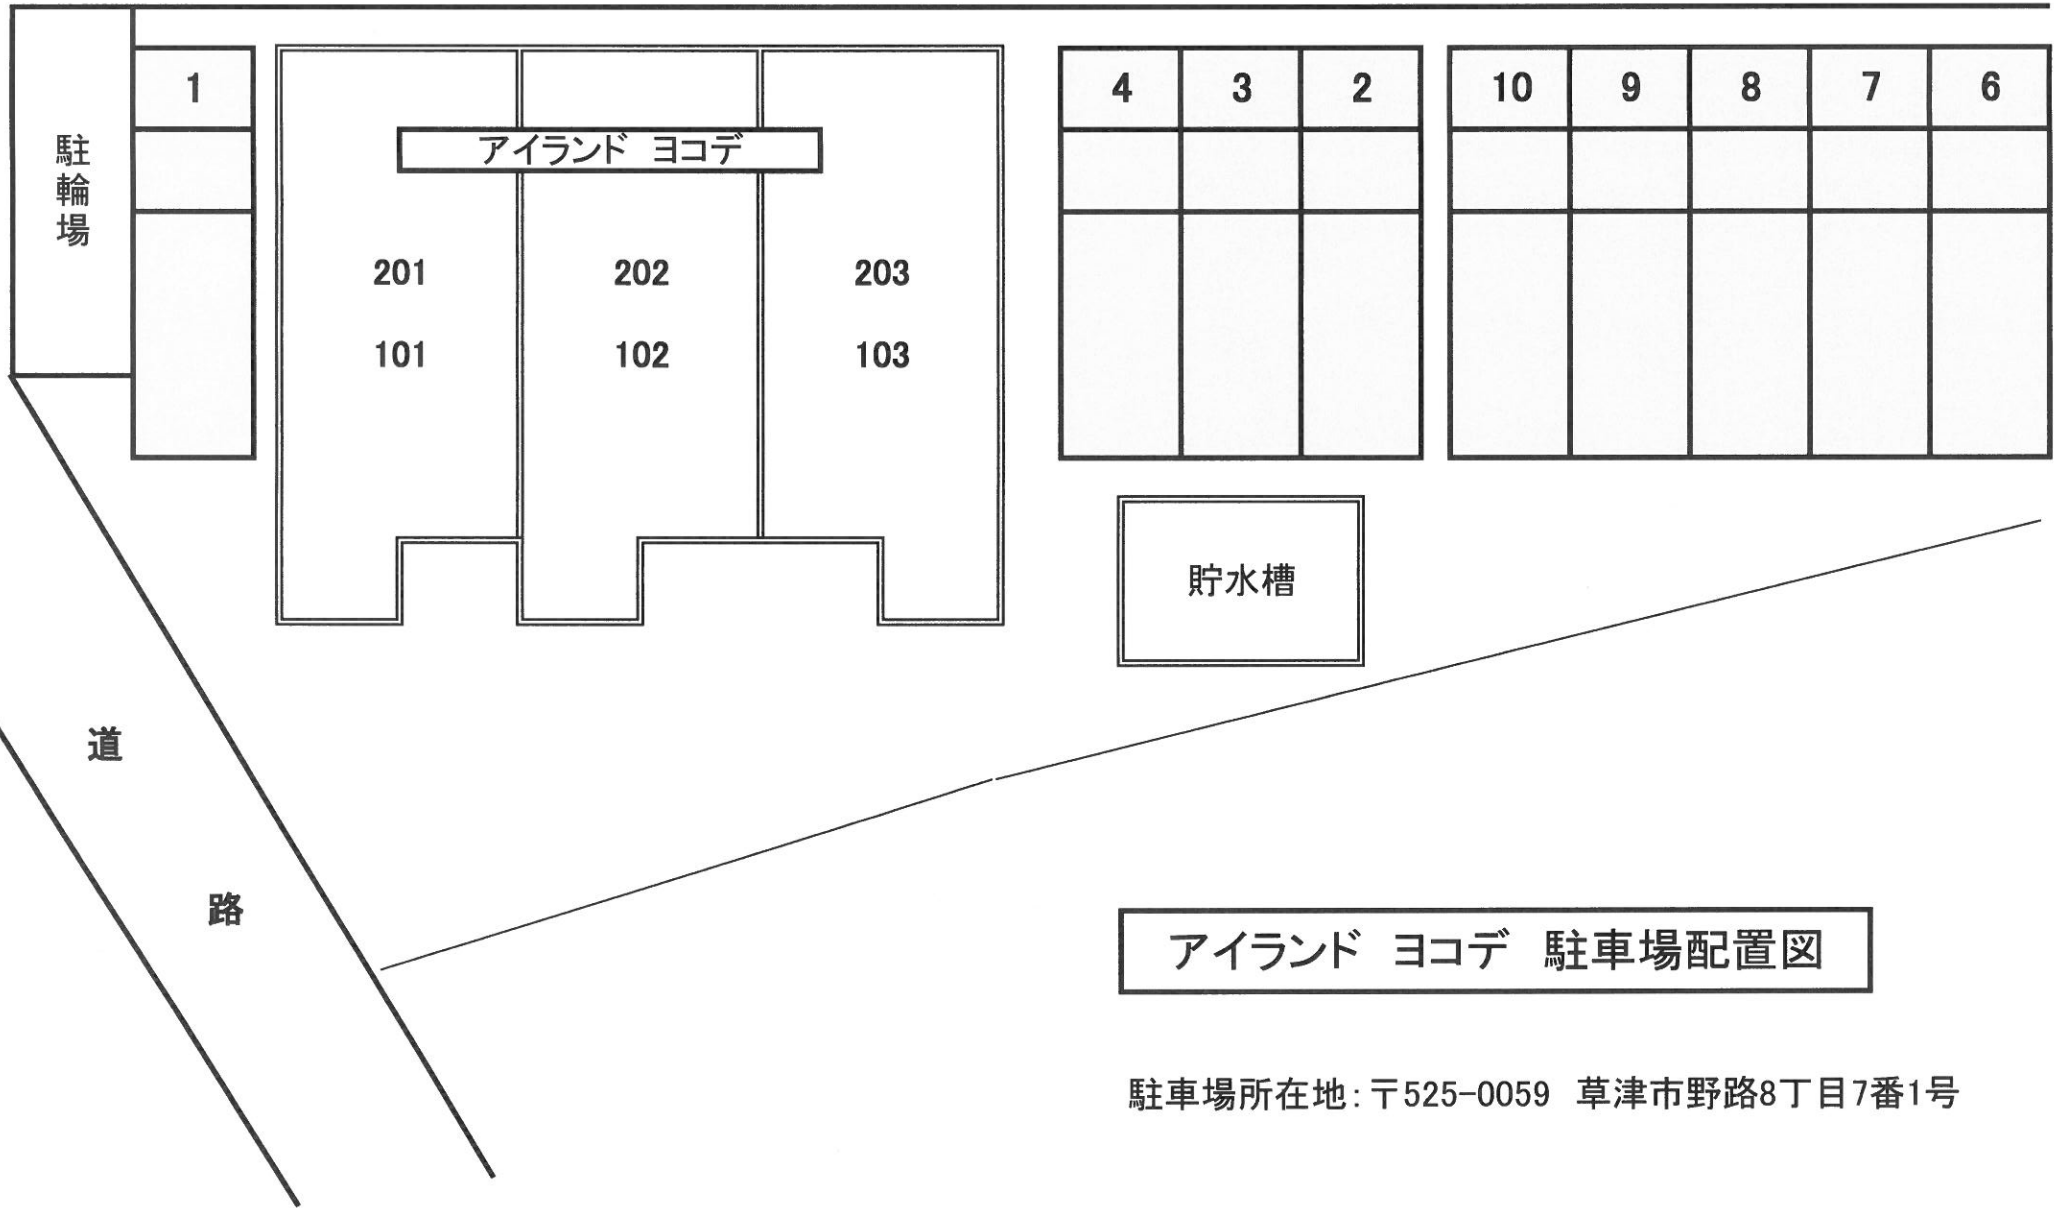 1
4 3 2 10 9 8 7 6
駐輪場
アイランド ヨコデ
201 202 203
101 102 103
貯水槽
道路
アイランド ヨコデ 駐車場配置図
駐車場所在地:〒525-0059 草津市野路8丁目7番1号